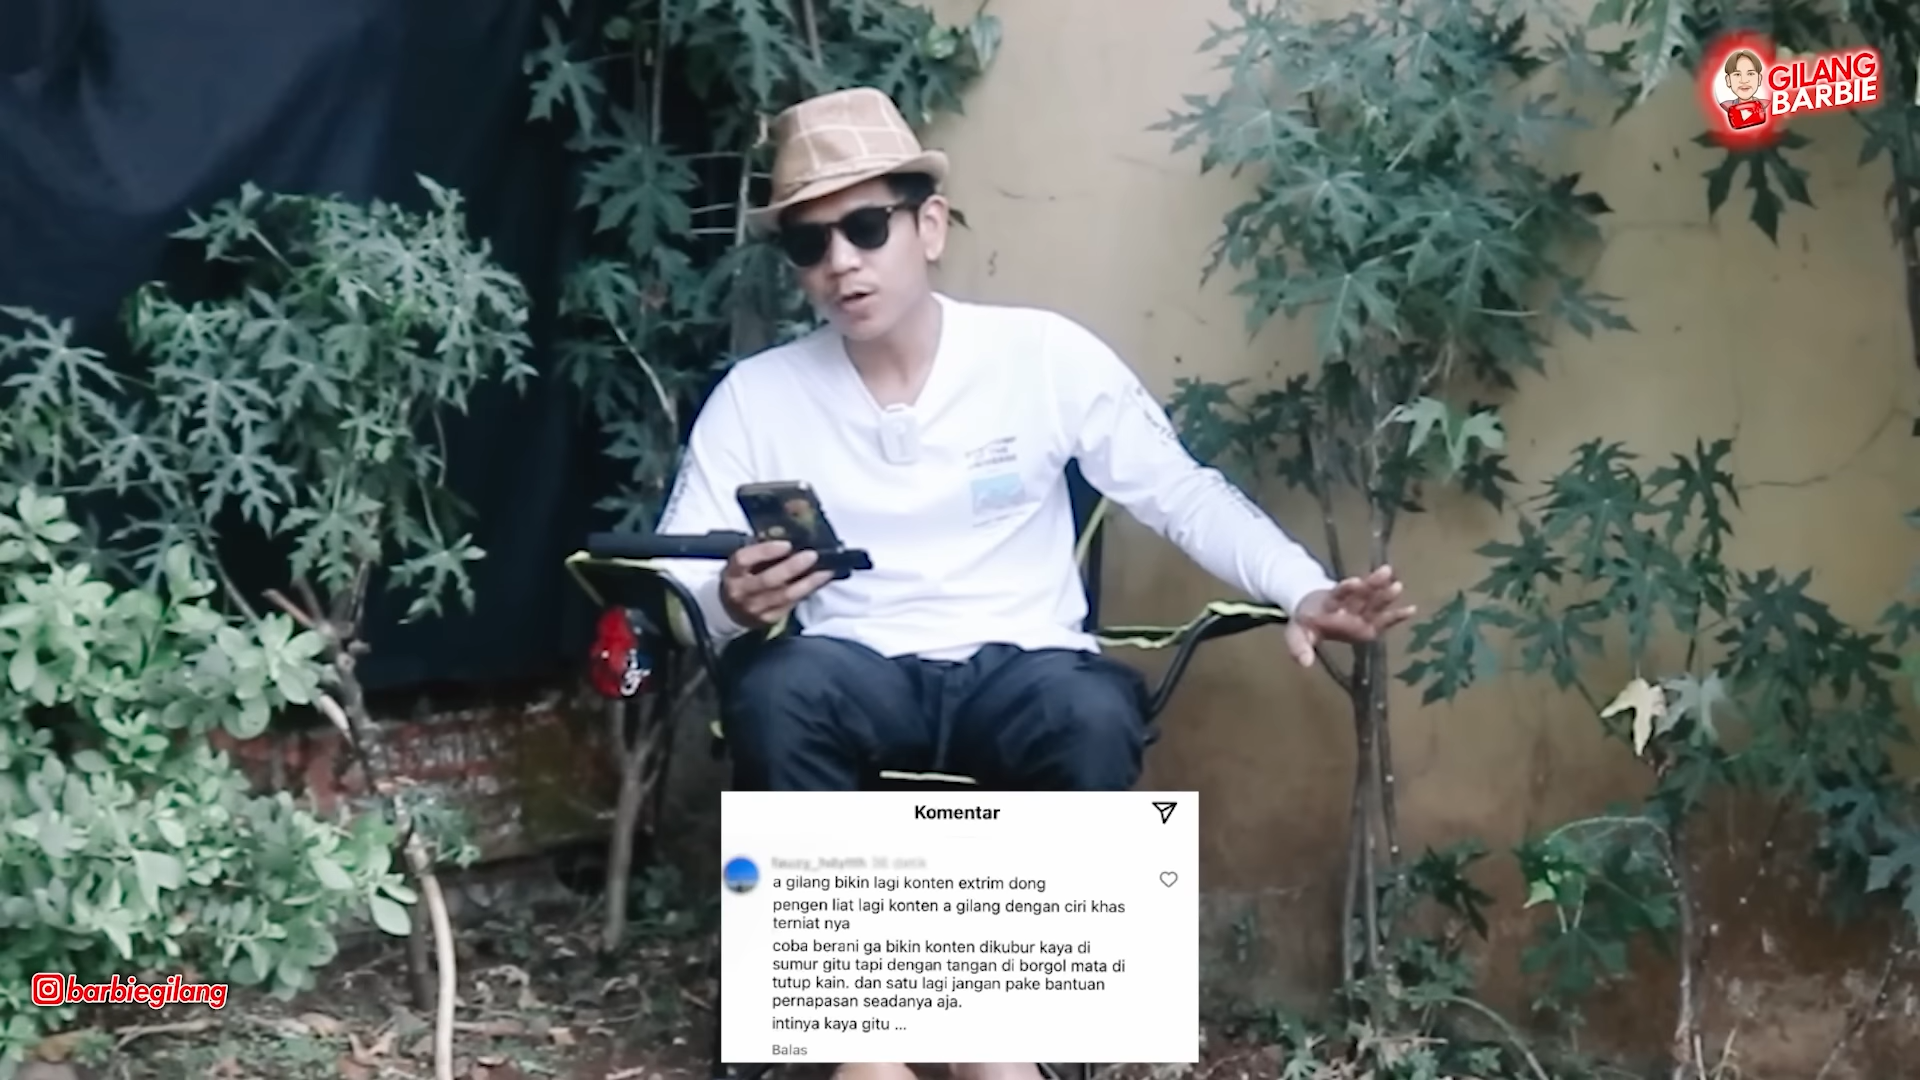 GILANG
BARBIE
Komentar
a gilang bikin lagi konten extrim dong
pengen liat lagi konten a gilang dengan ciri khas
terniat nya
coba berani ga bikin konten dikubur kaya di
sumur gitu tapi dengan tangan di borgol mata di
tutup kain. dan satu lagi jangan pake bantuan
pernapasan seadanya aja.
intinya kaya gitu ...
Balas
barbiegilang